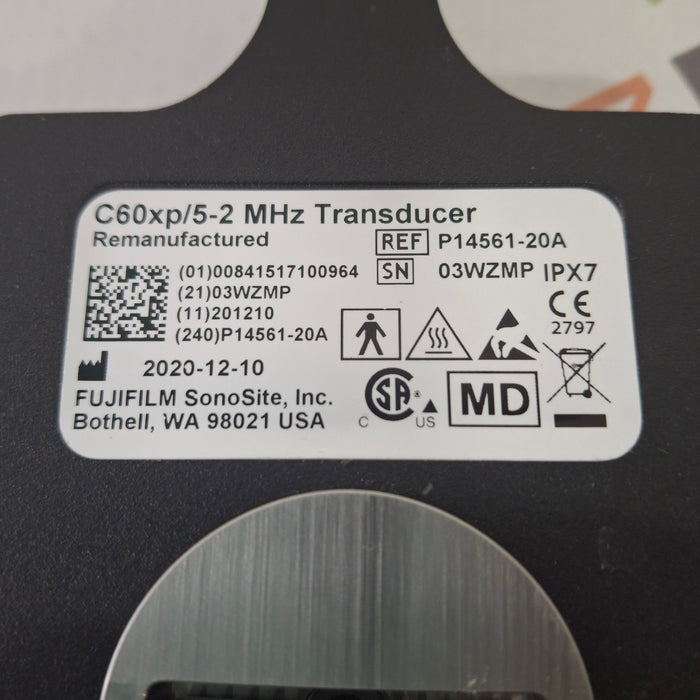 C60xp/5-2 MHz Transducer
Remanufactured
REF P14561-20A
(01)00841517100964
SN 03WZMP IPX7
(21)03WZMP
(11)201210
(240)P14561-20A
CE
2797
2020-12-10
FUJIFILM SonoSite, Inc.
Bothell, WA 98021 USA
C SA ® US
MD